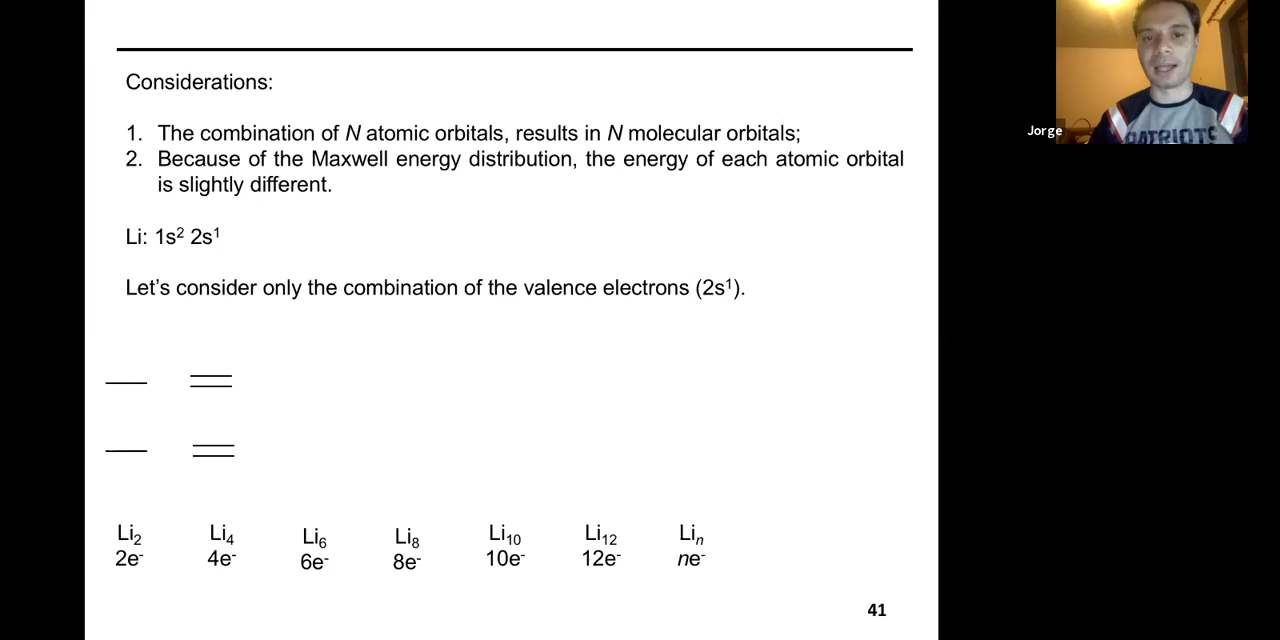 Considerations:
1. The combination of N atomic orbitals, results in N molecular orbitals;
2. Because of the Maxwell energy distribution, the energy of each atomic orbital
is slightly different.
Li: 1s² 2s¹
Let's consider only the combination of the valence electrons (2s¹).
Li₂ Li₄ Li₆ Li₈ Li₁₀ Li₁₂ Liₙ
2e⁻ 4e⁻ 6e⁻ 8e⁻ 10e⁻ 12e⁻ ne⁻
41
Jorge
PATRIOTS